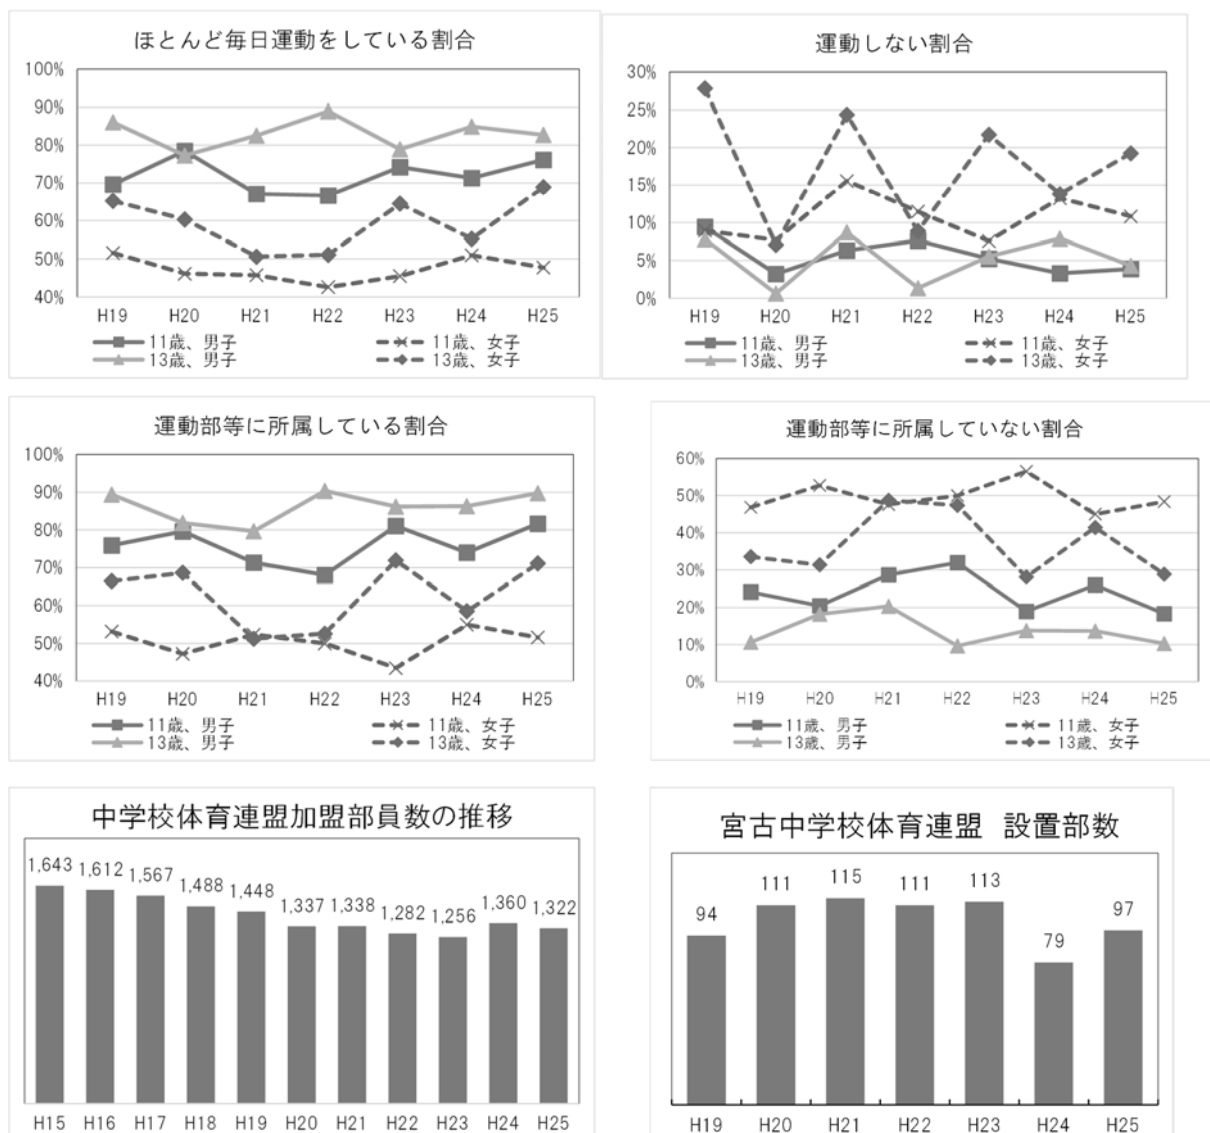 ほとんど毎日運動をしている割合
100%
90%
80%
70%
60%
50%
40%
H19 H20 H21 H22 H23 H24 H25
11歳、男子 11歳、女子
13歳、男子 13歳、女子
運動しない割合
30%
25%
20%
15%
10%
5%
0%
H19 H20 H21 H22 H23 H24 H25
11歳、男子 11歳、女子
13歳、男子 13歳、女子
運動部等に所属している割合
100%
90%
80%
70%
60%
50%
40%
H19 H20 H21 H22 H23 H24 H25
11歳、男子 11歳、女子
13歳、男子 13歳、女子
運動部等に所属していない割合
60%
50%
40%
30%
20%
10%
0%
H19 H20 H21 H22 H23 H24 H25
11歳、男子 11歳、女子
13歳、男子 13歳、女子
中学校体育連盟加盟部員数の推移
1,643 1,612 1,567 1,488 1,448 1,337 1,338 1,282 1,256 1,360 1,322
H15 H16 H17 H18 H19 H20 H21 H22 H23 H24 H25
宮古中学校体育連盟 設置部数
94 111 115 111 113 79 97
H19 H20 H21 H22 H23 H24 H25